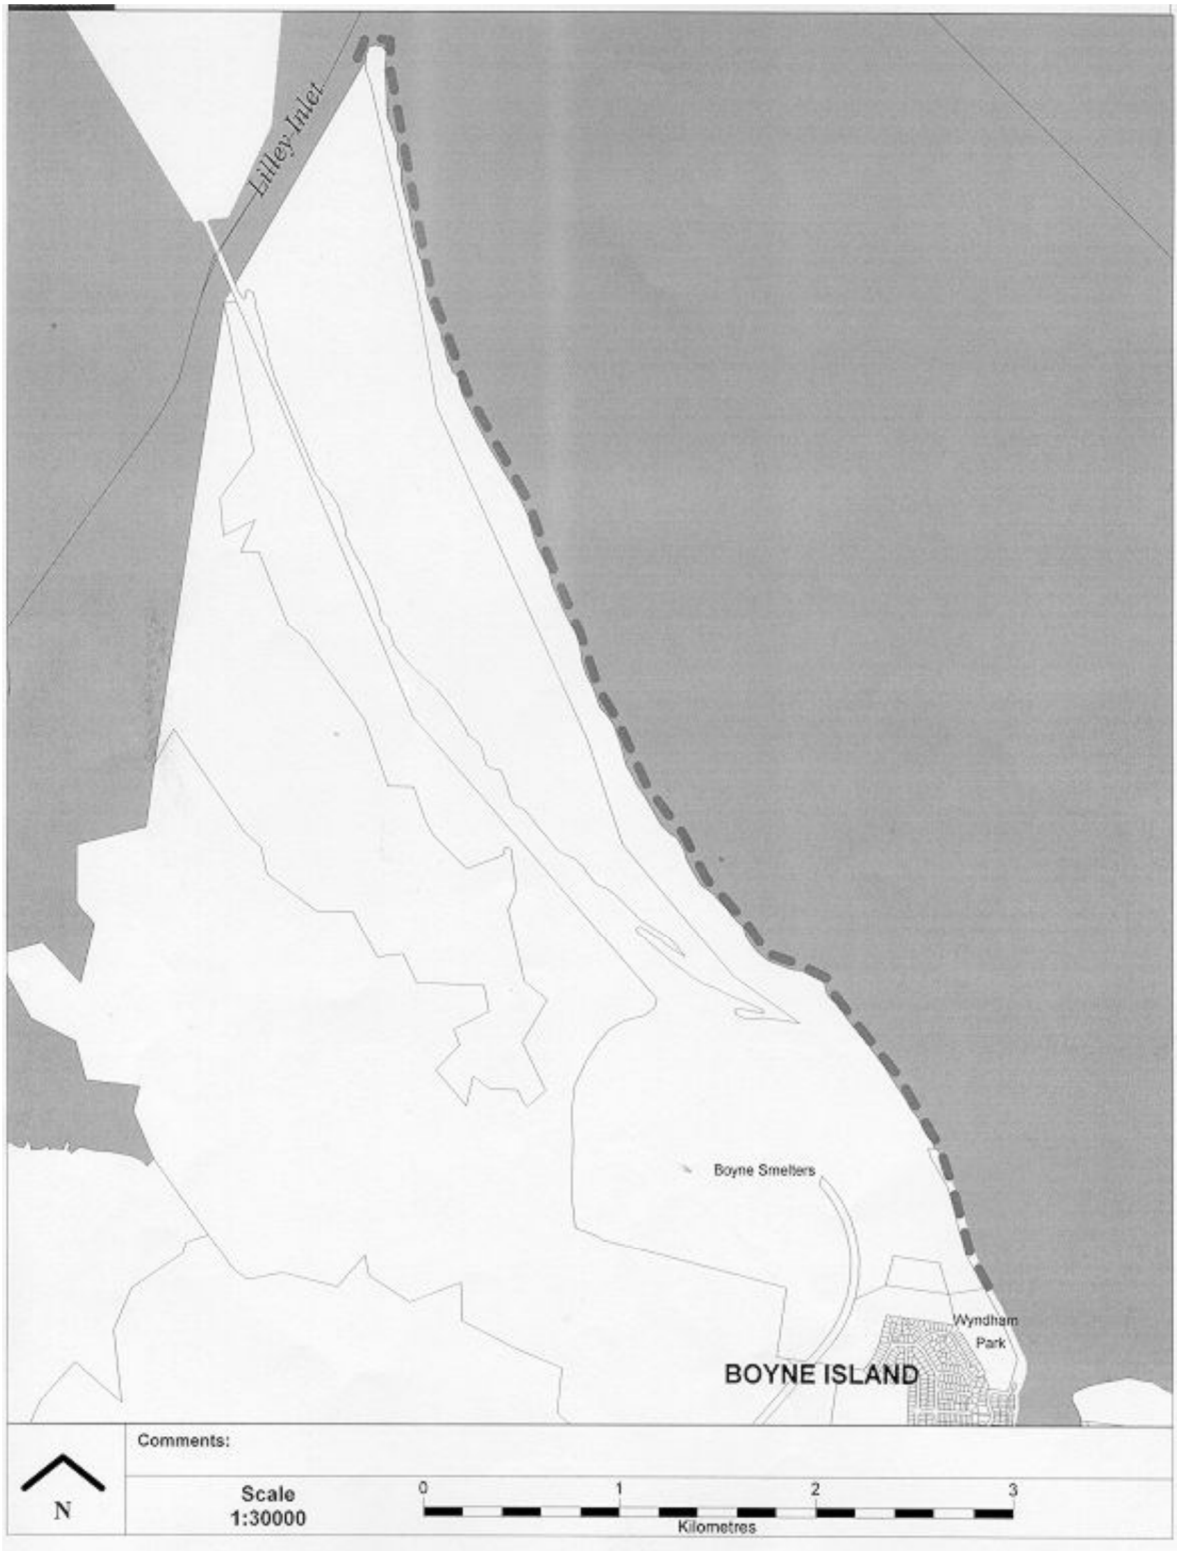 Lilley Inlet
Boyne Smelters
Wyndham
Park
BOYNE ISLAND
Comments:
N
Scale
1:30000
0 1 2 3
Kilometres